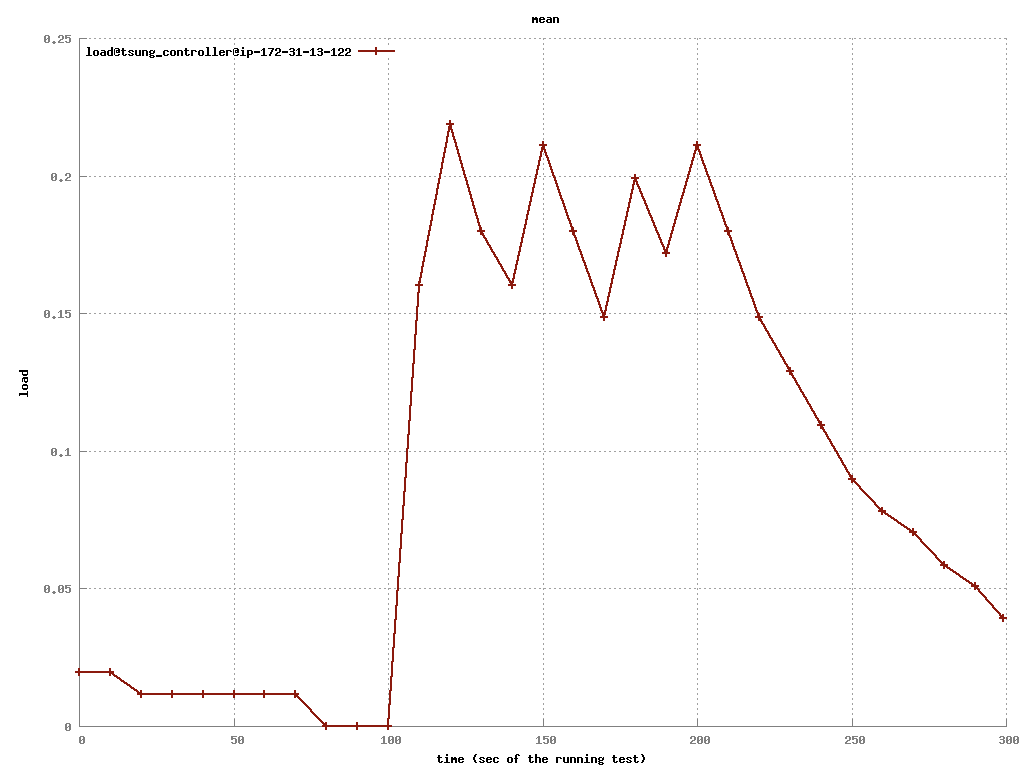 mean
0.25
load@tsung_controller@ip-172-31-13-122
0.2
0.15
load
0.1
0.05
0
0 50 100 150 200 250 300
time (sec of the running test)